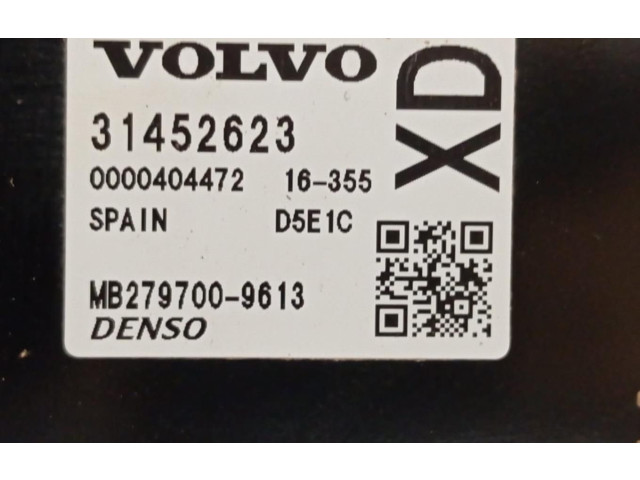 VOLVO
31452623
0000404472 16-355
SPAIN D5E1C
MB279700-9613
DENSO
XD